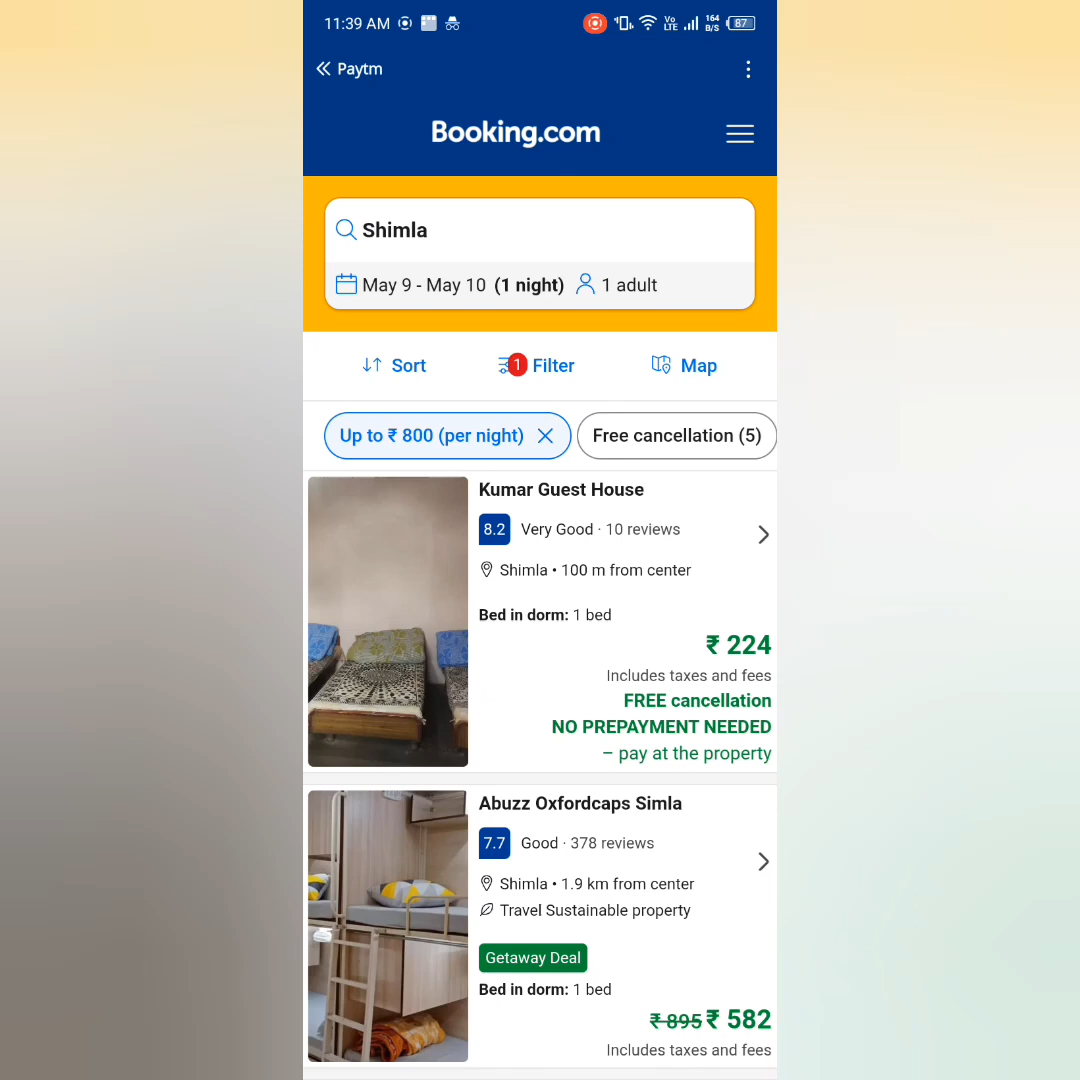 11:39 AM
Vo LTE 164 B/S 87
Paytm
Booking.com
Shimla
May 9 - May 10 (1 night) 1 adult
Sort 1 Filter Map
Up to ₹ 800 (per night) Free cancellation (5)
Kumar Guest House
8.2 Very Good · 10 reviews
Shimla • 100 m from center
Bed in dorm: 1 bed
₹ 224
Includes taxes and fees
FREE cancellation
NO PREPAYMENT NEEDED
– pay at the property
Abuzz Oxfordcaps Simla
7.7 Good · 378 reviews
Shimla • 1.9 km from center
Travel Sustainable property
Getaway Deal
Bed in dorm: 1 bed
₹ 895 ₹ 582
Includes taxes and fees